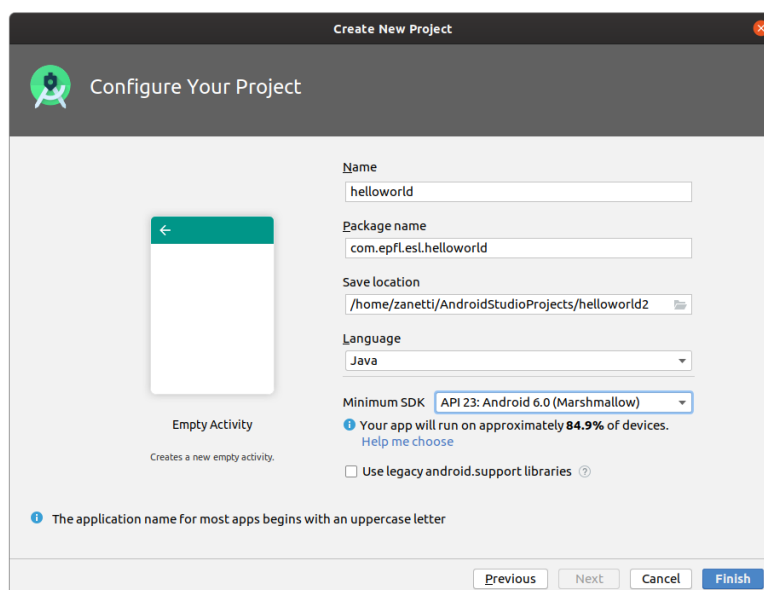 Create New Project
Configure Your Project
Name
helloworld
Package name
com.epfl.esl.helloworld
Save location
/home/zanetti/AndroidStudioProjects/helloworld2
Language
Java
Minimum SDK API 23: Android 6.0 (Marshmallow)
Your app will run on approximately 84.9% of devices.
Help me choose
Use legacy android.support libraries ?
Empty Activity
Creates a new empty activity.
The application name for most apps begins with an uppercase letter
Previous Next Cancel Finish